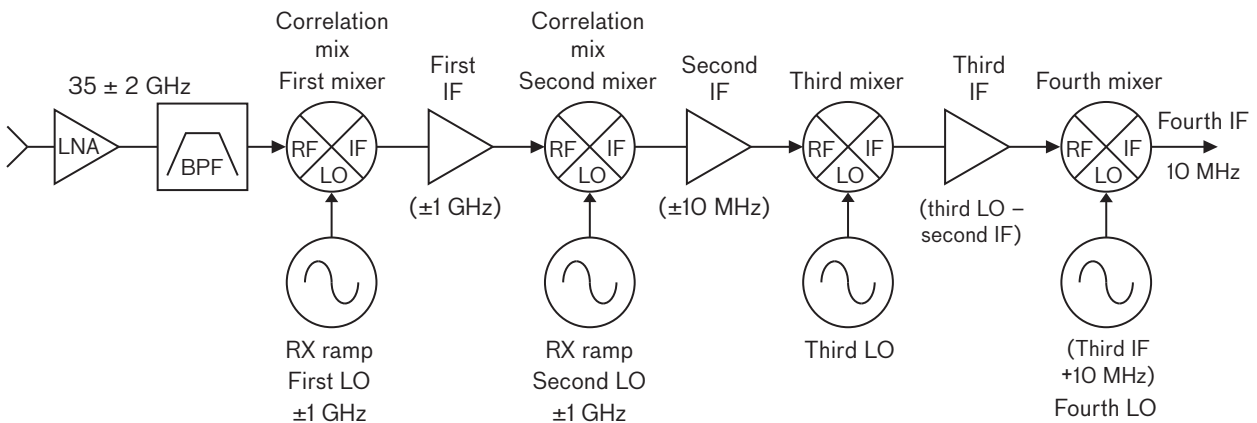 35 ± 2 GHz
LNA
BPF
Correlation
mix
First mixer
RF
IF
LO
RX ramp
First LO
±1 GHz
First
IF
(±1 GHz)
Correlation
mix
Second mixer
RF
IF
LO
RX ramp
Second LO
±1 GHz
Second
IF
(±10 MHz)
Third mixer
RF
IF
LO
Third LO
Third
IF
(third LO –
second IF)
Fourth mixer
RF
IF
LO
(Third IF
+10 MHz)
Fourth LO
Fourth IF
10 MHz